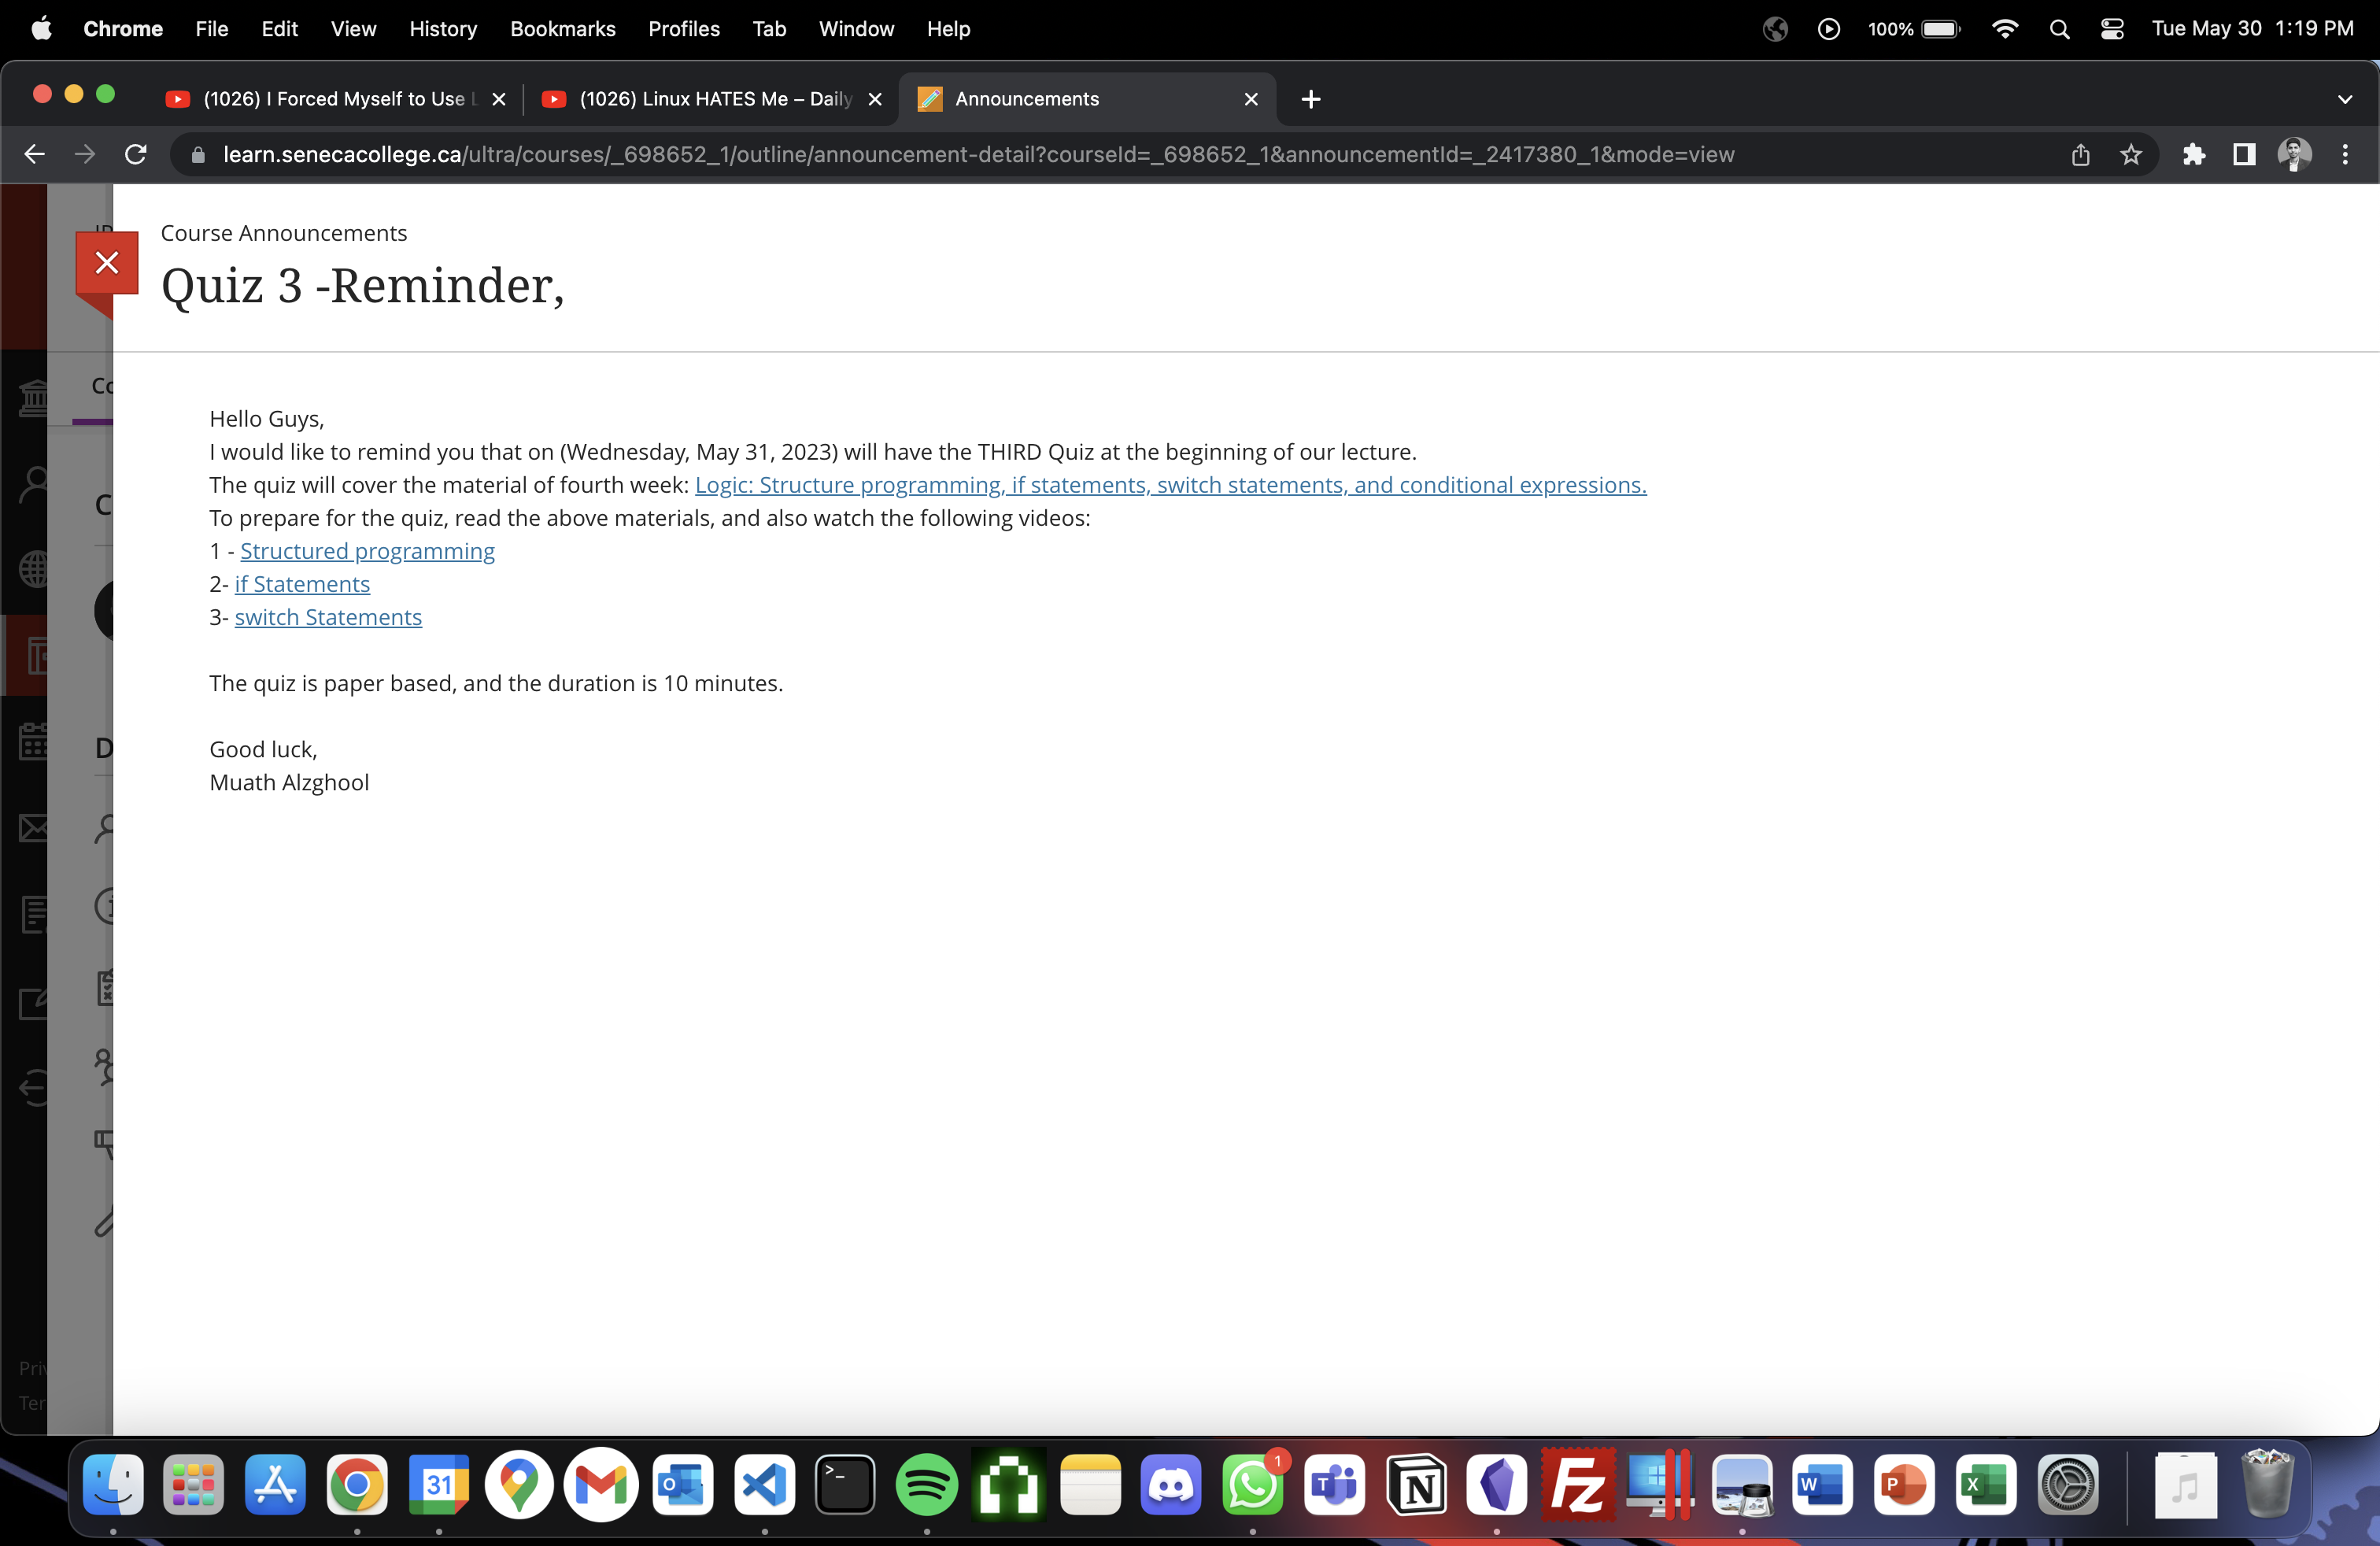 Chrome File Edit View History Bookmarks Profiles Tab Window Help 100% Tue May 30 1:19 PM
(1026) I Forced Myself to Use (1026) Linux HATES Me – Daily Announcements
learn.senecacollege.ca/ultra/courses/_698652_1/outline/announcement-detail?courseId=_698652_1&announcementId=_2417380_1&mode=view
Course Announcements
Quiz 3 -Reminder,
Hello Guys,
I would like to remind you that on (Wednesday, May 31, 2023) will have the THIRD Quiz at the beginning of our lecture.
The quiz will cover the material of fourth week: Logic: Structure programming, if statements, switch statements, and conditional expressions.
To prepare for the quiz, read the above materials, and also watch the following videos:
1 - Structured programming
2- if Statements
3- switch Statements
The quiz is paper based, and the duration is 10 minutes.
Good luck,
Muath Alzghool
31
1